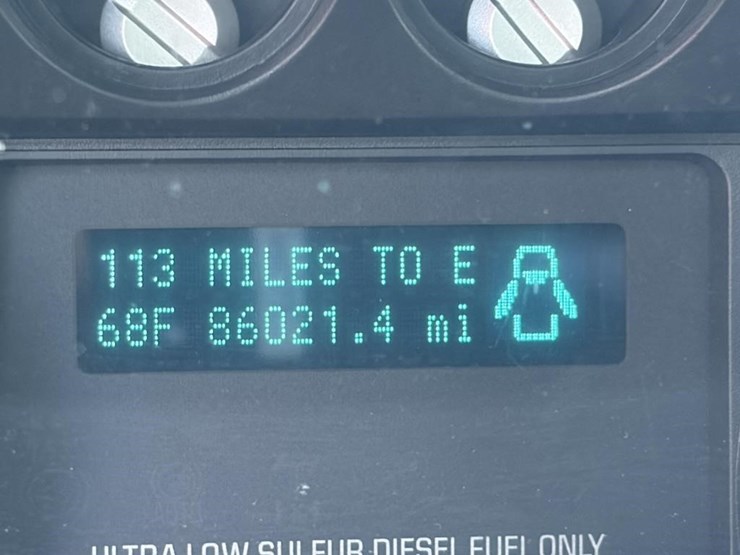 113 MILES TO E
68F 86021.4 mi
ULTRA LOW SULFUR DIESEL FUEL ONLY